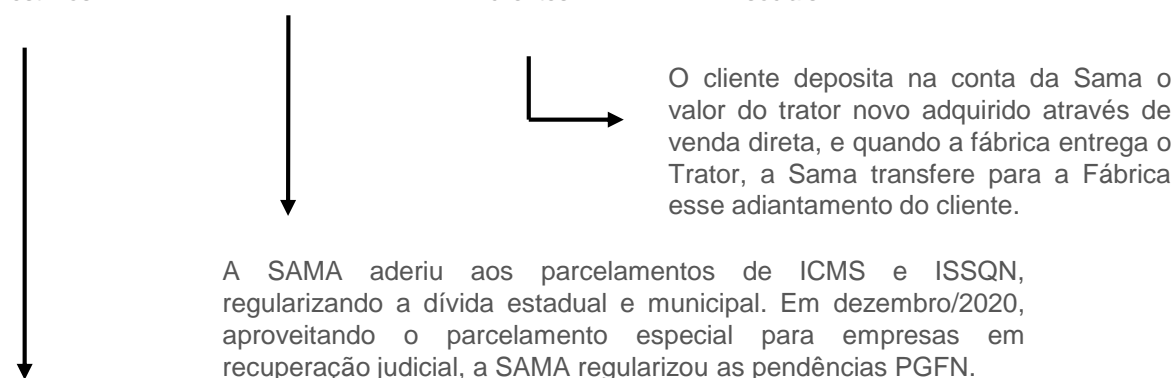 O cliente deposita na conta da Sama o
valor do trator novo adquirido através de
venda direta, e quando a fábrica entrega o
Trator, a Sama transfere para a Fábrica
esse adiantamento do cliente.
A SAMA aderiu aos parcelamentos de ICMS e ISSQN,
regularizando a dívida estadual e municipal. Em dezembro/2020,
aproveitando o parcelamento especial para empresas em
recuperação judicial, a SAMA regularizou as pendências PGFN.